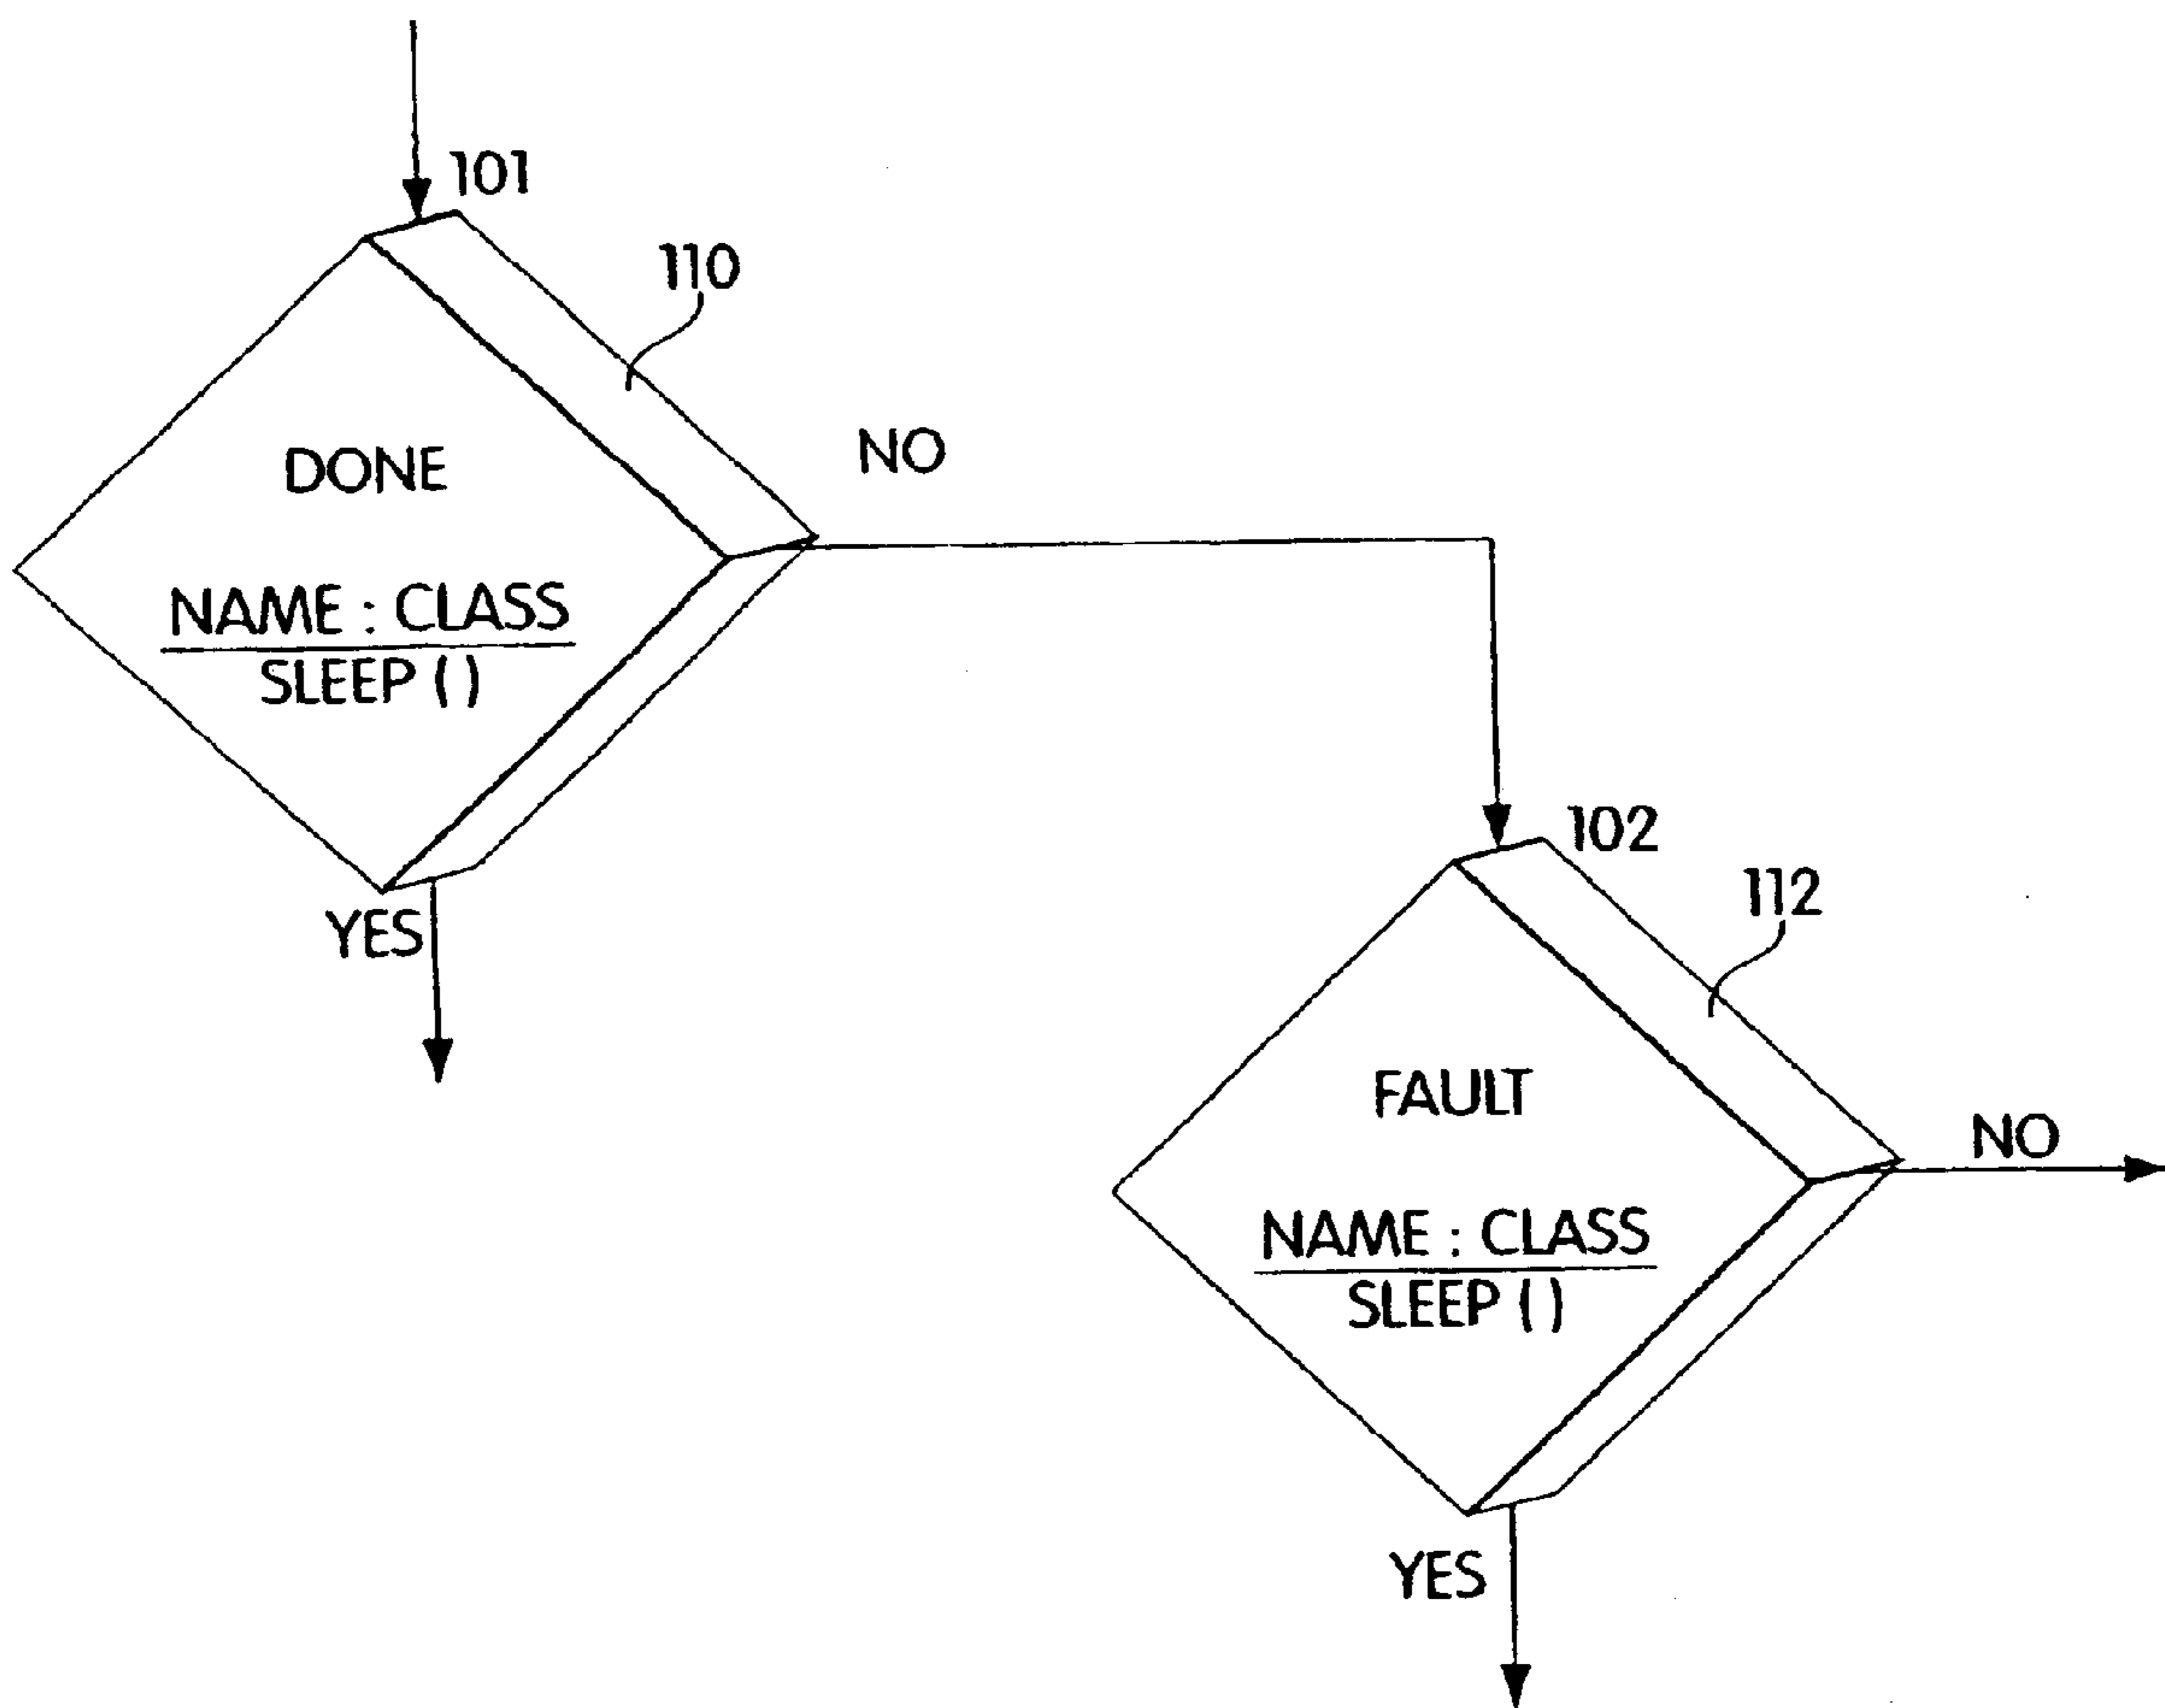 101
110
DONE
NO
NAME : CLASS
SLEEP ( )
YES
102
112
FAULT
NO
NAME : CLASS
SLEEP ( )
YES